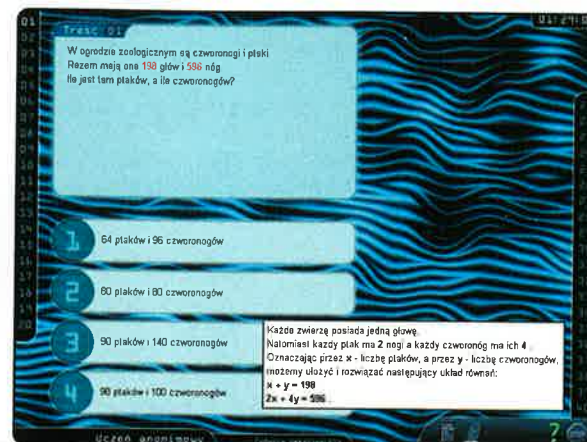 Treść 01
W ogrodzie zoologicznym są czworonogi i ptaki
Razem mają one 198 głów i 596 nóg
Ile jest tam ptaków, a ile czworonogów?
1
64 ptaków i 96 czworonogów
2
60 ptaków i 80 czworonogów
3
90 ptaków i 140 czworonogów
4
98 ptaków i 100 czworonogów
Każde zwierzę posiada jedną głowę.
Natomiast każdy ptak ma 2 nogi a każdy czworonóg ma ich 4.
Oznaczając przez x - liczbę ptaków, a przez y - liczbę czworonogów,
możemy ułożyć i rozwiązać następujący układ równań:
x + y = 198
2x + 4y = 596
Uczeń anonimowy
?